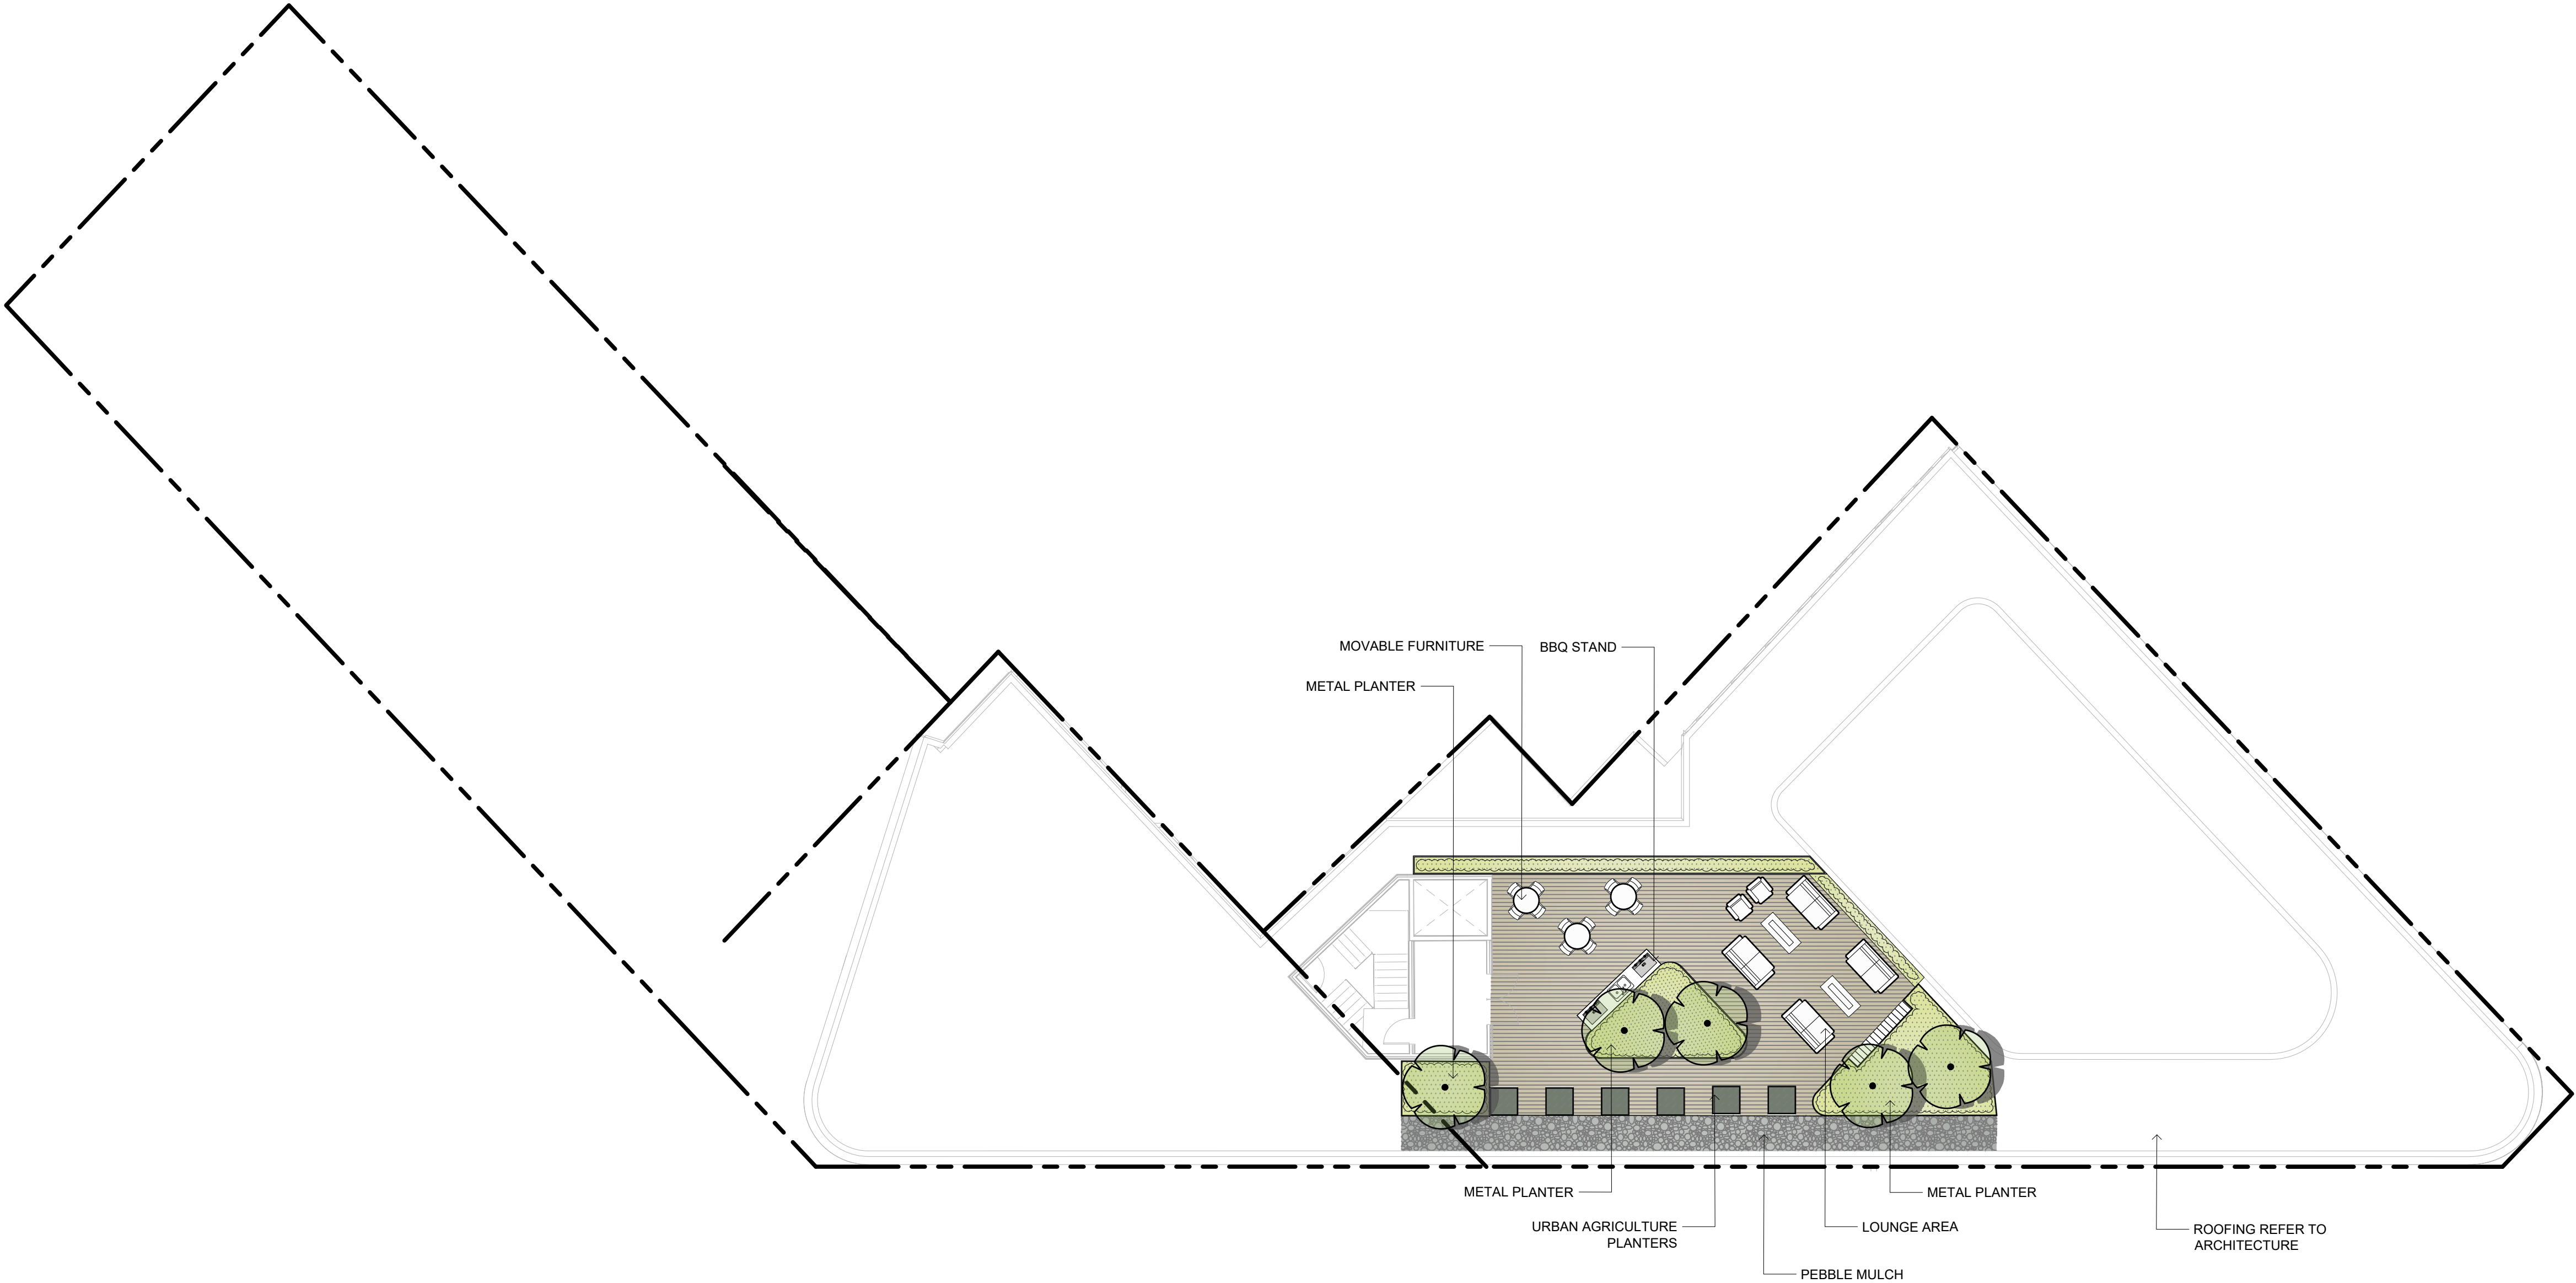 MOVABLE FURNITURE
BBQ STAND
METAL PLANTER
METAL PLANTER
METAL PLANTER
URBAN AGRICULTURE
PLANTERS
LOUNGE AREA
ROOFING REFER TO
ARCHITECTURE
PEBBLE MULCH